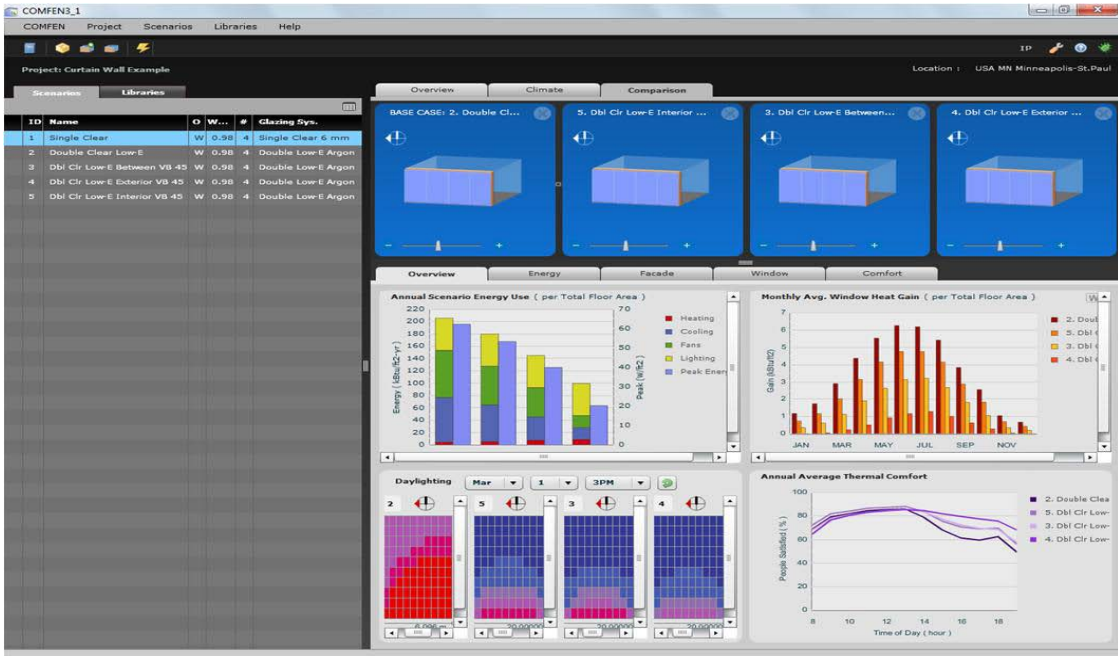 COMFEN3_1
COMFEN Project Scenarios Libraries Help
IP
Project: Curtain Wall Example
Location : USA MN Minneapolis-St.Paul
Scenarios Libraries
Overview Climate Comparison
ID Name O W... # Glazing Sys.
1 Single Clear W 0.98 4 Single Clear 6 mm
2 Double Clear Low-E W 0.98 4 Double Low-E Argon
3 Dbl Clr Low-E Between VB 45 W 0.98 4 Double Low-E Argon
4 Dbl Clr Low-E Exterior VB 45 W 0.98 4 Double Low-E Argon
5 Dbl Clr Low-E Interior VB 45 W 0.98 4 Double Low-E Argon
BASE CASE: 2. Double Cl...
5. Dbl Clr Low-E Interior ...
3. Dbl Clr Low-E Between...
4. Dbl Clr Low-E Exterior ...
Overview Energy Facade Window Comfort
Annual Scenario Energy Use ( per Total Floor Area )
Energy ( kBtu/ft2-yr )
220
200
180
160
140
120
100
80
60
40
20
0
70
60
50
40
30
20
10
0
Peak (W/ft2 )
Heating
Cooling
Fans
Lighting
Peak Ener
Monthly Avg. Window Heat Gain ( per Total Floor Area )
W
Gain (kBtu/ft2)
7
6
5
4
3
2
1
0
JAN MAR MAY JUL SEP NOV
2. Doul
5. Dbl
3. Dbl
4. Dbl
Daylighting Mar 1 3PM
2 5 3 4
Annual Average Thermal Comfort
People Satisfied ( % )
100
80
60
40
20
0
8 10 12 14 16 18
Time of Day ( hour )
2. Double Clea
5. Dbl Clr Low-
3. Dbl Clr Low-
4. Dbl Clr Low-